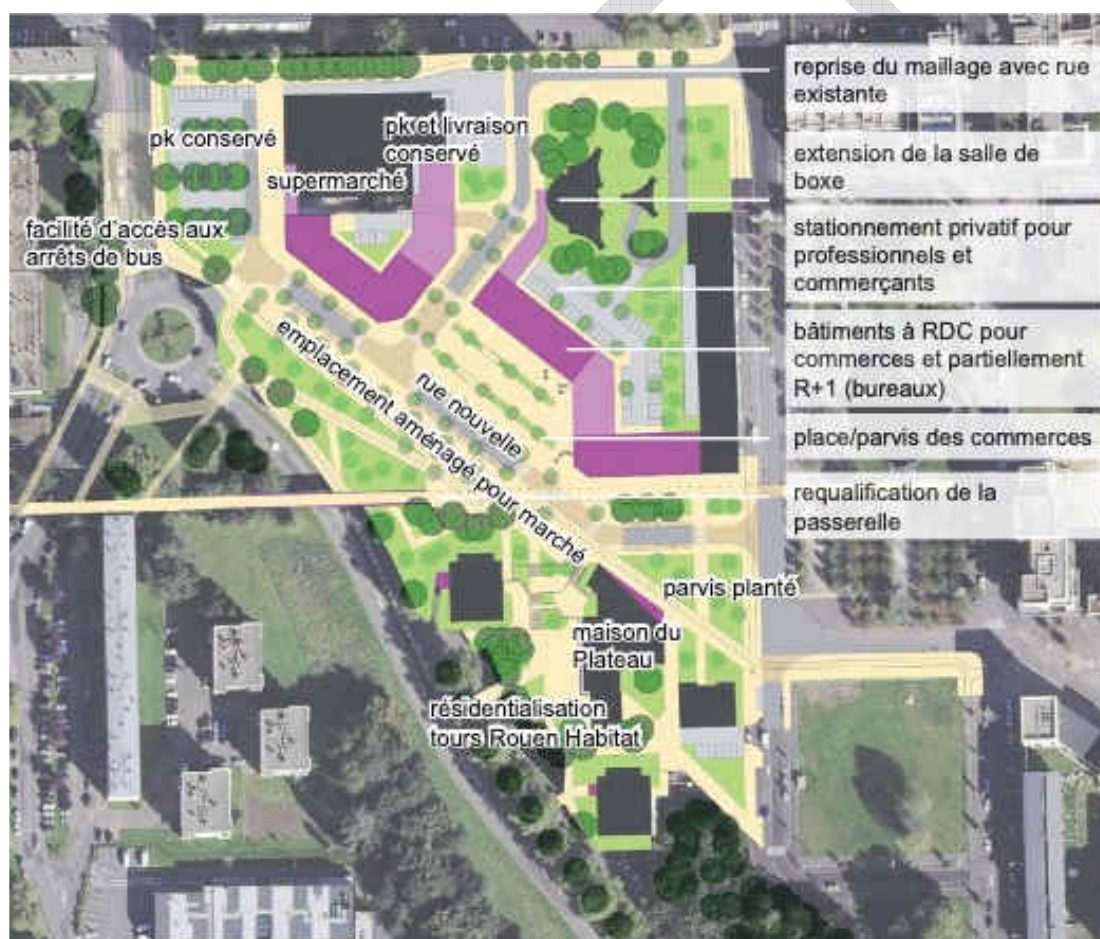 reprise du maillage avec rue
existante
pk conservé
pk et livraison
conservé
supermarché
extension de la salle de
boxe
facilité d'accès aux
arrêts de bus
stationnement privatif pour
professionnels et
commerçants
bâtiments à RDC pour
commerces et partiellement
R+1 (bureaux)
emplacement aménagé pour marché
rue nouvelle
place/parvis des commerces
requalification de la
passerelle
parvis planté
maison du
Plateau
résidentialisation
tours Rouen Habitat